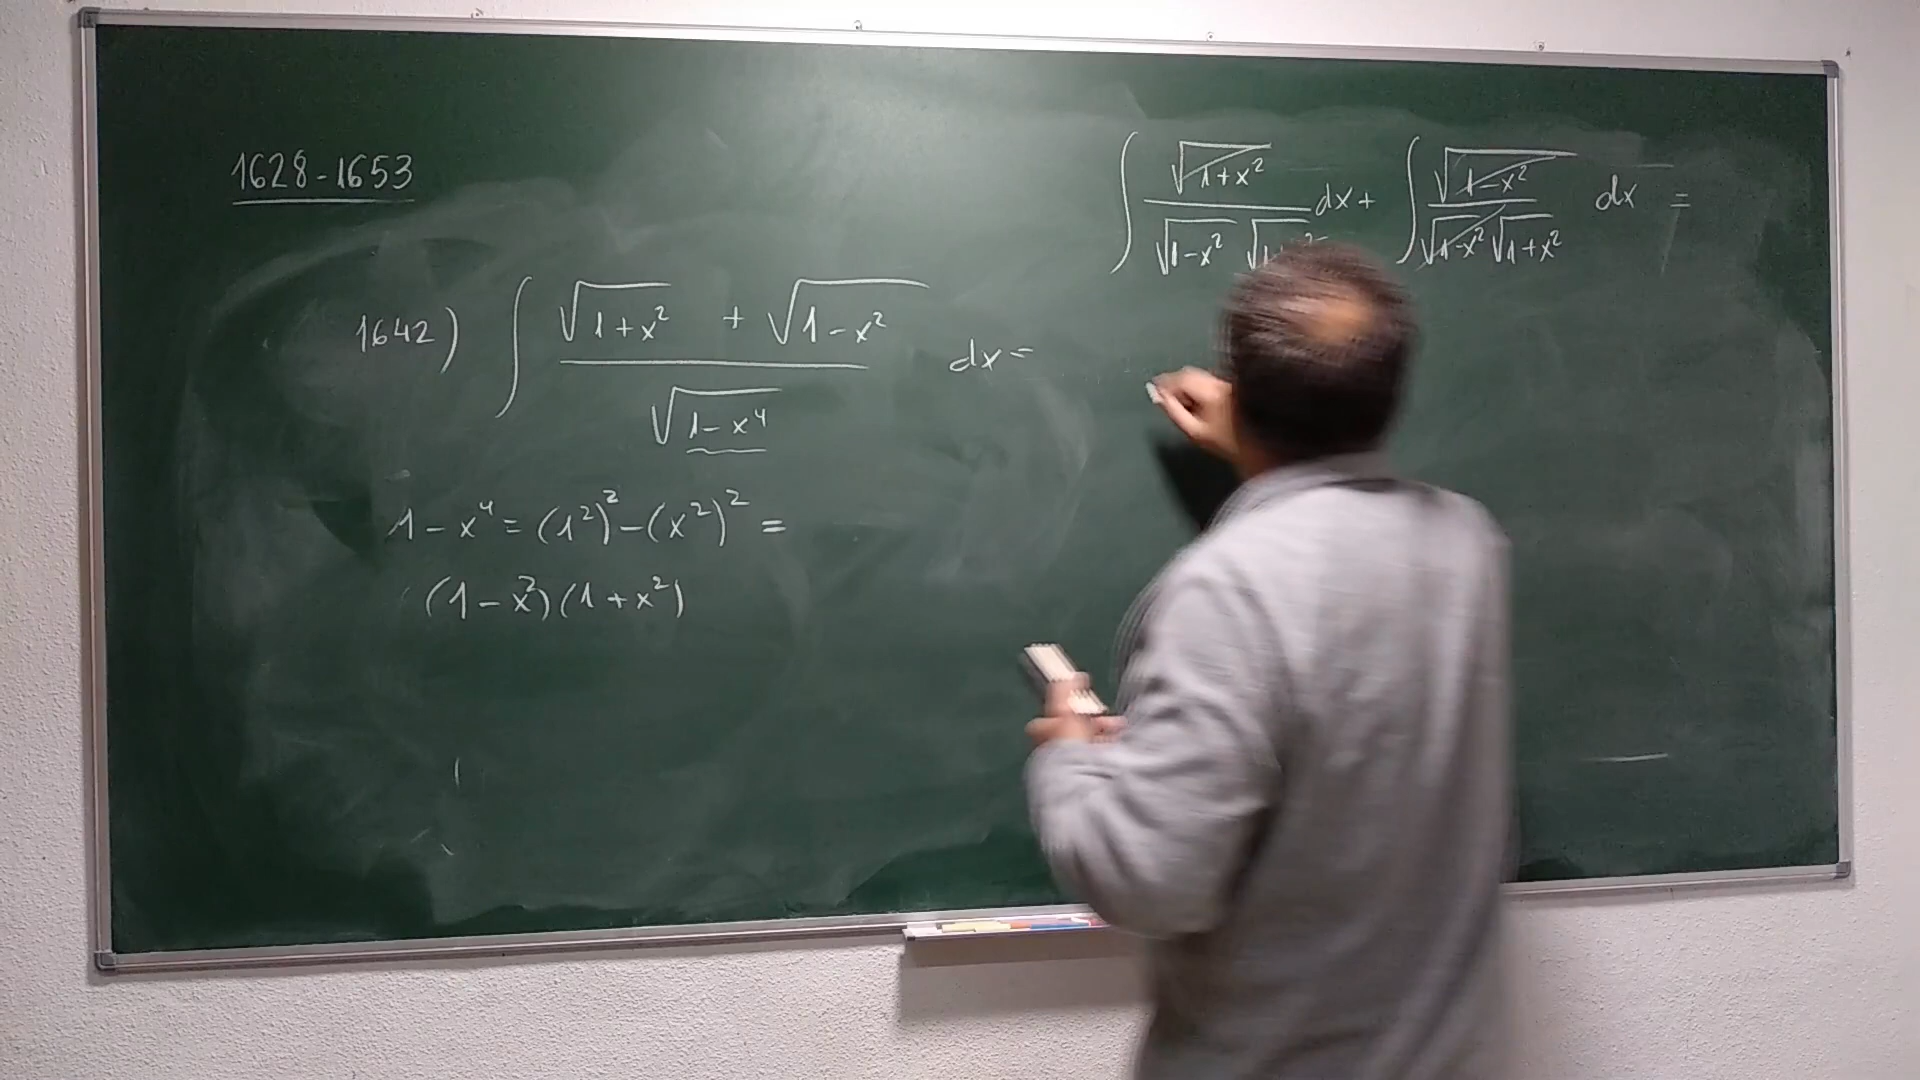 1628-1653
1642) ∫ (√(1+x²) + √(1-x²)) / √(1-x⁴) dx =
1-x⁴ = (1²)² - (x²)² =
(1-x²)(1+x²)
∫ √(1+x²) / (√(1-x²) √ dx + ∫ √(1-x²) / (√(1-x²) √(1+x²)) dx =